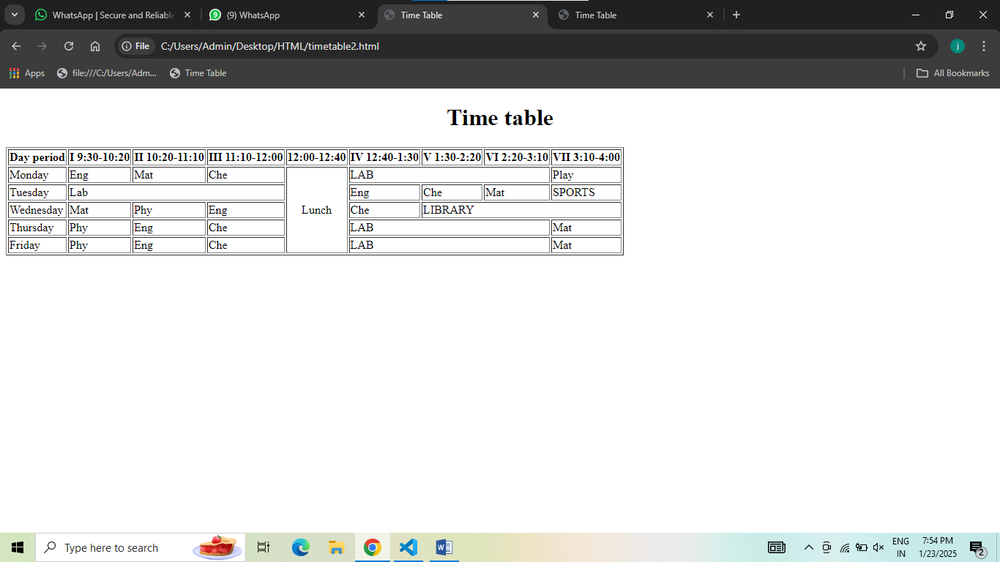 WhatsApp | Secure and Reliable
9 (9) WhatsApp
Time Table
Time Table
File C:/Users/Admin/Desktop/HTML/timetable2.html j
Apps file:///C:/Users/Adm... Time Table All Bookmarks
Time table
Day period I 9:30-10:20 II 10:20-11:10 III 11:10-12:00 12:00-12:40 IV 12:40-1:30 V 1:30-2:20 VI 2:20-3:10 VII 3:10-4:00
Monday Eng Mat Che LAB Play
Tuesday Lab Eng Che Mat SPORTS
Wednesday Mat Phy Eng Lunch Che LIBRARY
Thursday Phy Eng Che LAB Mat
Friday Phy Eng Che LAB Mat
Type here to search
W
ENG
IN
7:54 PM
1/23/2025
2